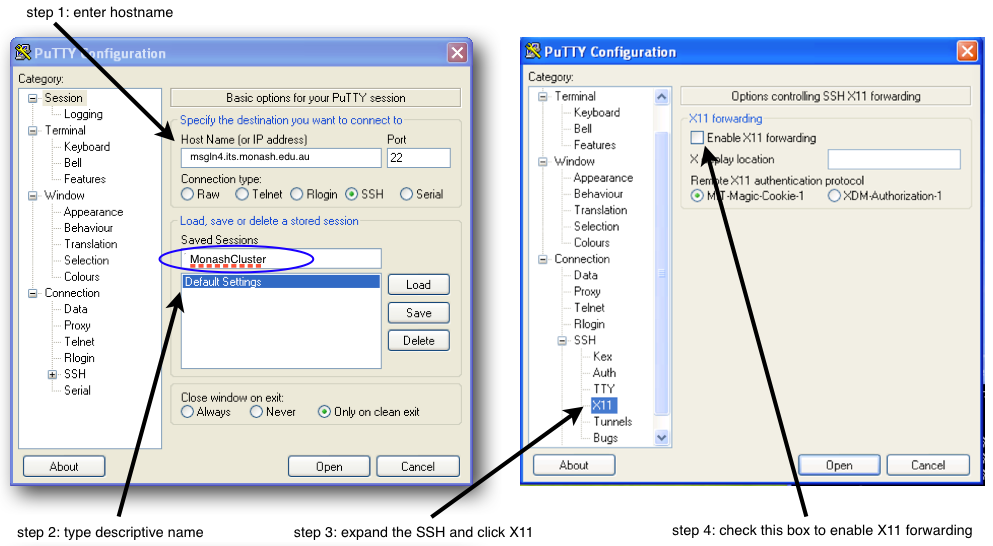 step 1: enter hostname
PuTTY Configuration
Category:
Session
Logging
Terminal
Keyboard
Bell
Features
Window
Appearance
Behaviour
Translation
Selection
Colours
Connection
Data
Proxy
Telnet
Rlogin
SSH
Serial
Basic options for your PuTTY session
Specify the destination you want to connect to
Host Name (or IP address) Port
msgln4.its.monash.edu.au 22
Connection type:
Raw Telnet Rlogin SSH Serial
Load, save or delete a stored session
Saved Sessions
MonashCluster
Default Settings
Load
Save
Delete
Close window on exit:
Always Never Only on clean exit
About Open Cancel
PuTTY Configuration
Category:
Terminal
Keyboard
Bell
Features
Window
Appearance
Behaviour
Translation
Selection
Colours
Connection
Data
Proxy
Telnet
Rlogin
SSH
Kex
Auth
TTY
X11
Tunnels
Bugs
Options controlling SSH X11 forwarding
X11 forwarding
Enable X11 forwarding
X display location
Remote X11 authentication protocol
MIT-Magic-Cookie-1 XDM-Authorization-1
About Open Cancel
step 2: type descriptive name
step 3: expand the SSH and click X11
step 4: check this box to enable X11 forwarding